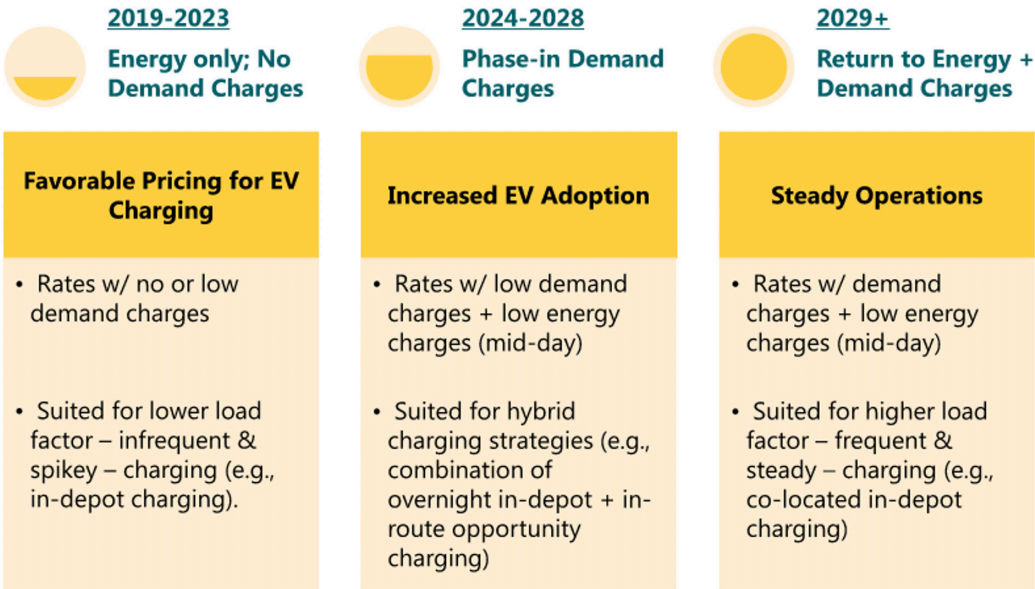 2019-2023
Energy only; No
Demand Charges
Favorable Pricing for EV
Charging
• Rates w/ no or low
demand charges
• Suited for lower load
factor – infrequent &
spikey – charging (e.g.,
in-depot charging).
2024-2028
Phase-in Demand
Charges
Increased EV Adoption
• Rates w/ low demand
charges + low energy
charges (mid-day)
• Suited for hybrid
charging strategies (e.g.,
combination of
overnight in-depot + in-
route opportunity
charging)
2029+
Return to Energy +
Demand Charges
Steady Operations
• Rates w/ demand
charges + low energy
charges (mid-day)
• Suited for higher load
factor – frequent &
steady – charging (e.g.,
co-located in-depot
charging)